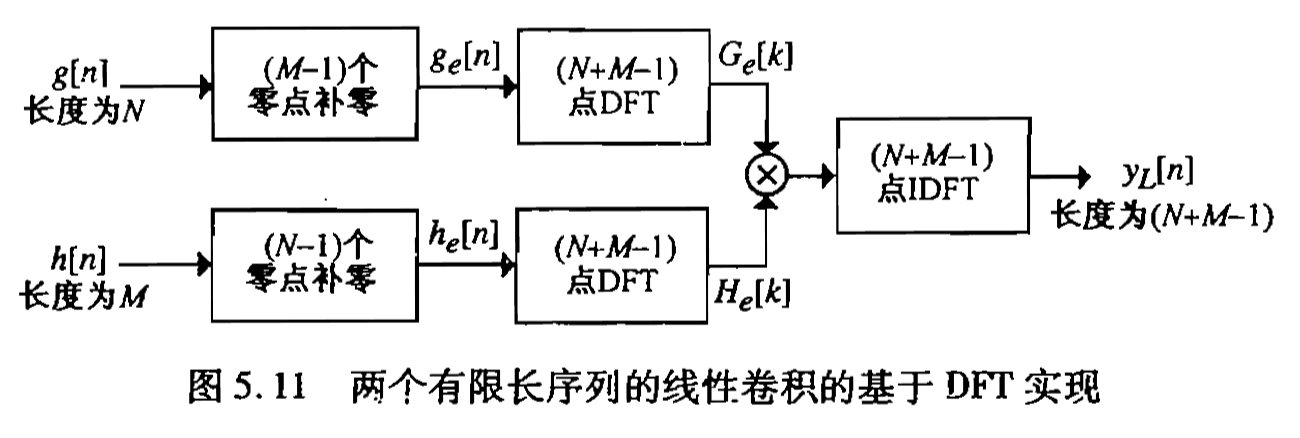 g[n]
长度为N
(M–1)个
零点补零
g_e[n]
(N+M–1)
点DFT
G_e[k]
(N+M–1)
点IDFT
y_L[n]
长度为(N+M–1)
h[n]
长度为M
(N–1)个
零点补零
h_e[n]
(N+M–1)
点DFT
H_e[k]
图 5.11 两个有限长序列的线性卷积的基于 DFT 实现